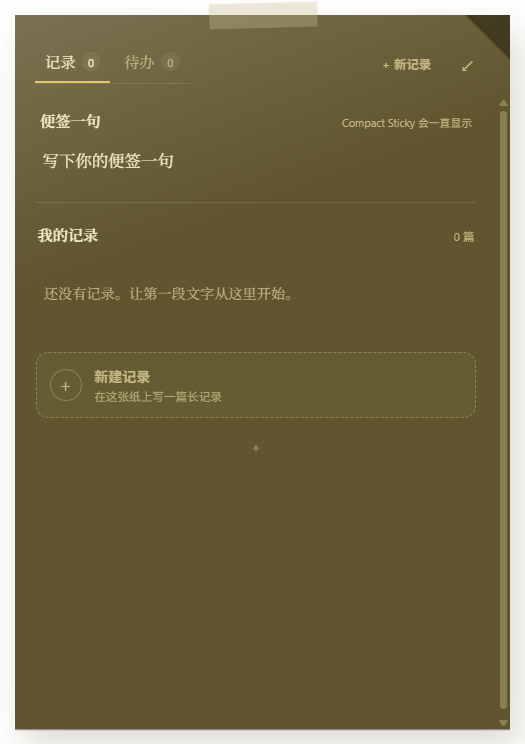 记录 0 待办 0 + 新记录
便签一句 Compact Sticky 会一直显示
写下你的便签一句
我的记录 0 篇
还没有记录。让第一段文字从这里开始。
+ 新建记录
在这张纸上写一篇长记录